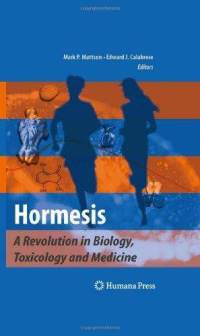 Mark P. Mattson • Edward J. Calabrese
Editors
Hormesis
A Revolution in Biology,
Toxicology and Medicine
Humana Press